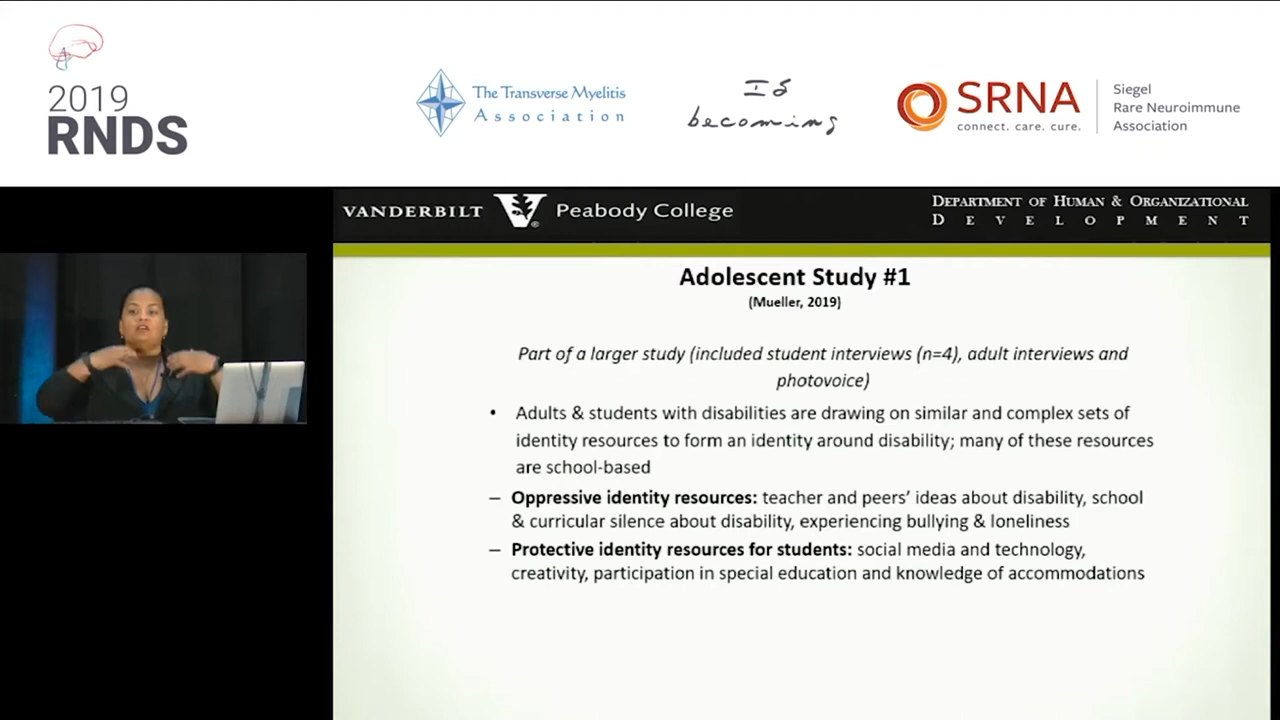 2019
RNDS
The Transverse Myelitis
Association
Is
becoming
SRNA
connect. care. cure.
Siegel
Rare Neuroimmune
Association
VANDERBILT V® Peabody College
DEPARTMENT OF HUMAN & ORGANIZATIONAL
DEVELOPMENT
Adolescent Study #1
(Mueller, 2019)
Part of a larger study (included student interviews (n=4), adult interviews and
photovoice)
• Adults & students with disabilities are drawing on similar and complex sets of
identity resources to form an identity around disability; many of these resources
are school-based
– Oppressive identity resources: teacher and peers' ideas about disability, school
& curricular silence about disability, experiencing bullying & loneliness
– Protective identity resources for students: social media and technology,
creativity, participation in special education and knowledge of accommodations